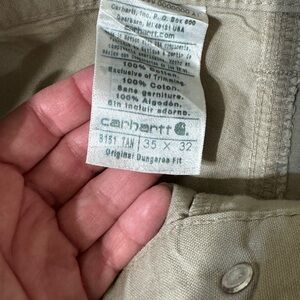 Carhartt, Inc. P. O. Box 600
Dearborn, MI 48121 USA
carhartt.com
100% Cotton.
Exclusive of Trimming.
100% Coton.
Sans garniture.
100% Algodón.
Sin incluir adorno.
carhartt
B151 TAN | 35 X 32
Original Dungaree Fit